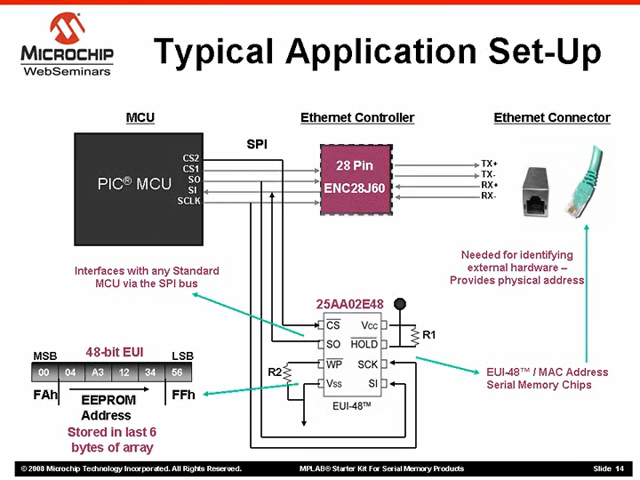 MICROCHIP
WebSeminars
Typical Application Set-Up
MCU
Ethernet Controller
Ethernet Connector
SPI
PIC® MCU
CS2
CS1
SO
SI
SCLK
28 Pin
ENC28J60
TX+
TX-
RX+
RX-
Interfaces with any Standard
MCU via the SPI bus
Needed for identifying
external hardware –
Provides physical address
25AA02E48
CS
SO
WP
Vss
Vcc
HOLD
SCK
SI
R1
R2
EUI-48™
MSB
48-bit EUI
LSB
00 04 A3 12 34 56
FAh
EEPROM
Address
FFh
Stored in last 6
bytes of array
EUI-48™ / MAC Address
Serial Memory Chips
© 2008 Microchip Technology Incorporated. All Rights Reserved.
MPLAB® Starter Kit For Serial Memory Products
Slide 14